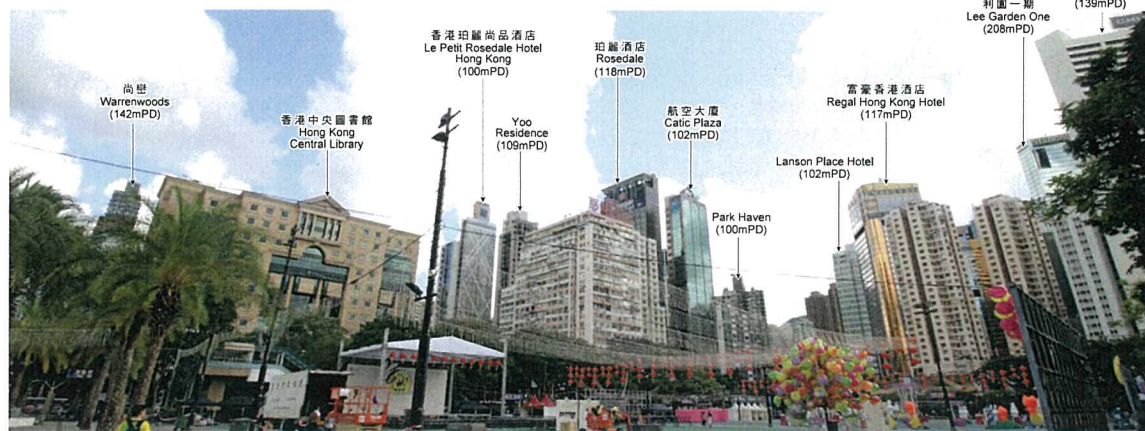 尚巒
Warrenwoods
(142mPD)
香港中央圖書館
Hong Kong
Central Library
香港珀麗尚品酒店
Le Petit Rosedale Hotel
Hong Kong
(100mPD)
Yoo
Residence
(109mPD)
珀麗酒店
Rosedale
(118mPD)
航空大廈
Catic Plaza
(102mPD)
Park Haven
(100mPD)
Lanson Place Hotel
(102mPD)
富豪香港酒店
Regal Hong Kong Hotel
(117mPD)
利園一期
Lee Garden One
(208mPD)
(139mPD)